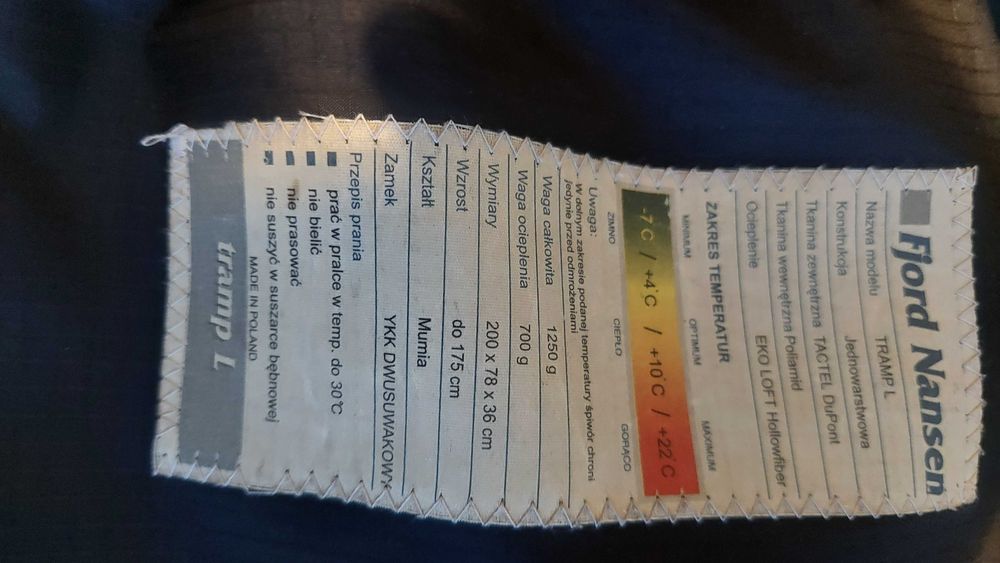 Fjord Nansen
Nazwa modelu TRAMP L
Konstrukcja Jednowarstwowa
Tkanina zewnętrzna TACTEL DuPont
Tkanina wewnętrzna Poliamid
Ocieplenie EKO LOFT Hollowfiber
ZAKRES TEMPERATUR
MINIMUM OPTIMUM MAXIMUM
-7°C / +4°C / +10°C / +22°C
ZIMNO CIEPŁO GORĄCO
Uwaga:
W dolnym zakresie podanej temperatury śpiwór chroni
jedynie przed odmrożeniami
Waga całkowita 1250 g
Waga ocieplenia 700 g
Wymiary 200 x 78 x 36 cm
Wzrost do 175 cm
Kształt Mumia
Zamek YKK DWUSUWAKOWY
Przepis prania
prać w pralce w temp. do 30°C
nie bielić
nie prasować
nie suszyć w suszarce bębnowej
MADE IN POLAND
tramp L